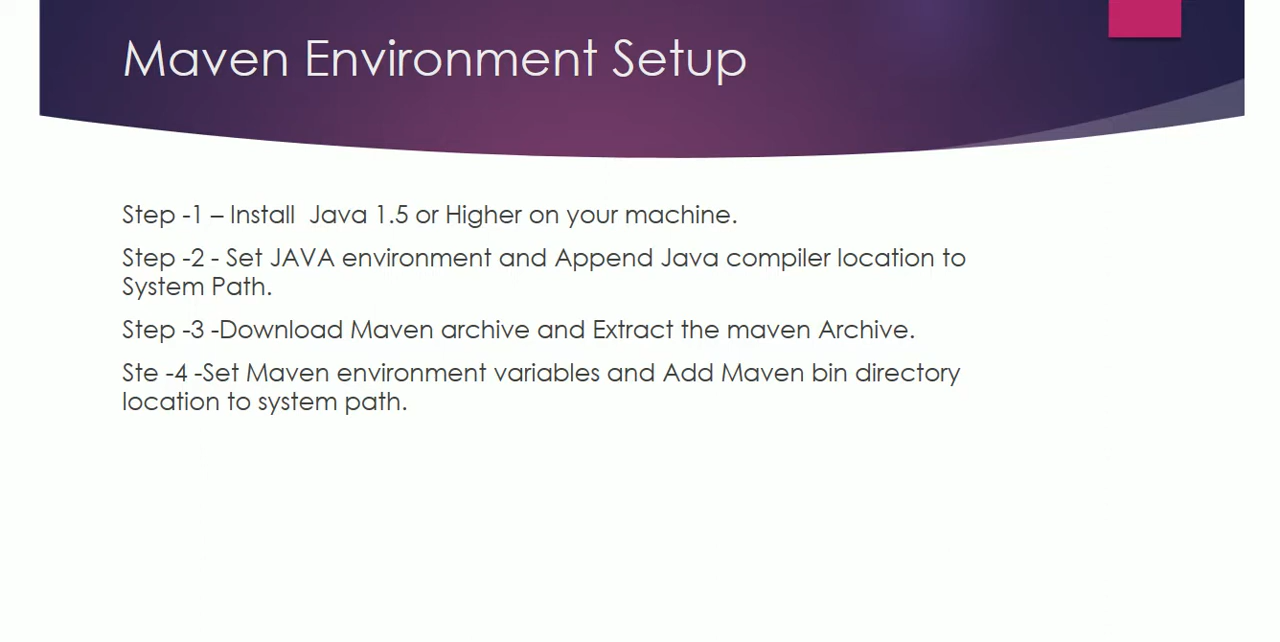 Maven Environment Setup
Step -1 – Install  Java 1.5 or Higher on your machine.
Step -2 - Set JAVA environment and Append Java compiler location to
System Path.
Step -3 -Download Maven archive and Extract the maven Archive.
Ste -4 -Set Maven environment variables and Add Maven bin directory
location to system path.